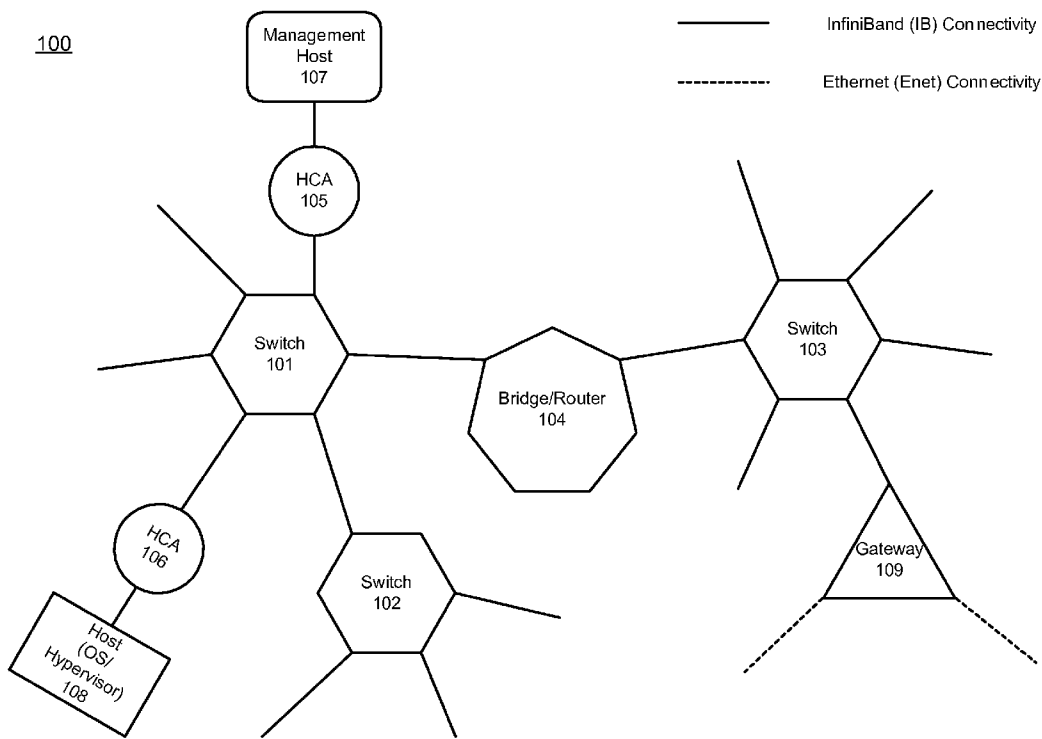 100
Management
Host
107
InfiniBand (IB) Connectivity
Ethernet (Enet) Connectivity
HCA
105
Switch
101
Bridge/Router
104
Switch
103
HCA
106
Switch
102
Gateway
109
Host
(OS/
Hypervisor)
108